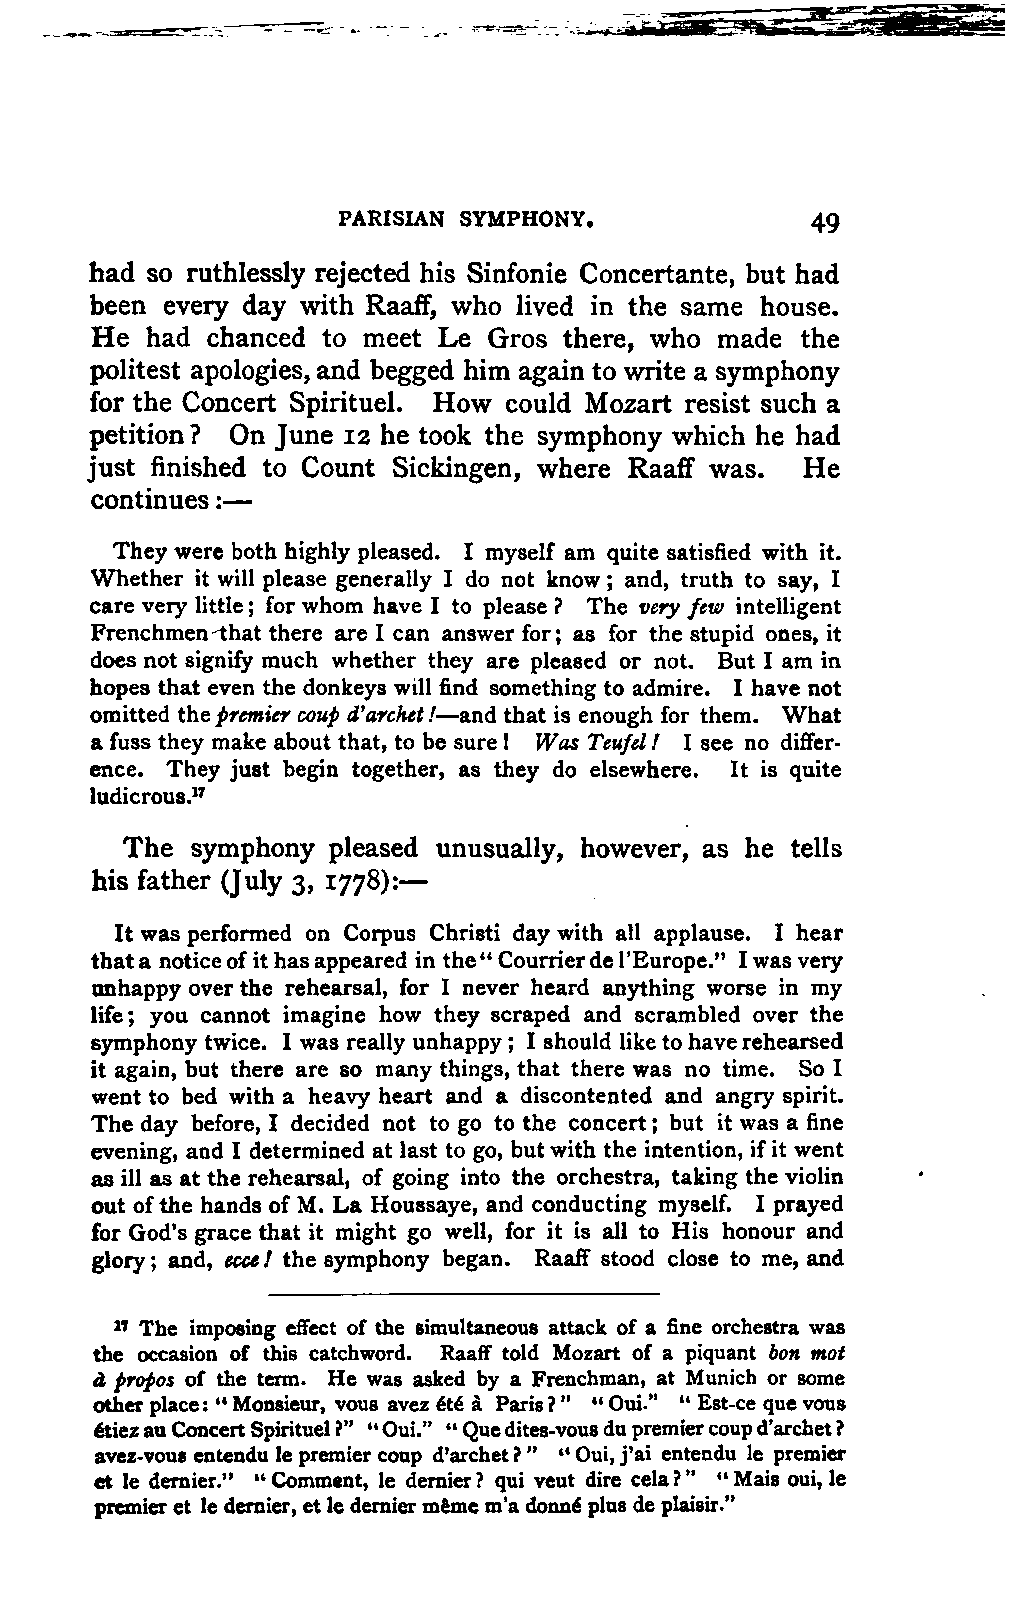 PARISIAN SYMPHONY. 49
had so ruthlessly rejected his Sinfonie Concertante, but had
been every day with Raaff, who lived in the same house.
He had chanced to meet Le Gros there, who made the
politest apologies, and begged him again to write a symphony
for the Concert Spirituel. How could Mozart resist such a
petition? On June 12 he took the symphony which he had
just finished to Count Sickingen, where Raaff was. He
continues:—
They were both highly pleased. I myself am quite satisfied with it.
Whether it will please generally I do not know; and, truth to say, I
care very little; for whom have I to please? The very few intelligent
Frenchmen that there are I can answer for; as for the stupid ones, it
does not signify much whether they are pleased or not. But I am in
hopes that even the donkeys will find something to admire. I have not
omitted the premier coup d'archet!—and that is enough for them. What
a fuss they make about that, to be sure! Was Teufel! I see no differ-
ence. They just begin together, as they do elsewhere. It is quite
ludicrous.¹⁷
The symphony pleased unusually, however, as he tells
his father (July 3, 1778):—
It was performed on Corpus Christi day with all applause. I hear
that a notice of it has appeared in the "Courrier de l'Europe." I was very
unhappy over the rehearsal, for I never heard anything worse in my
life; you cannot imagine how they scraped and scrambled over the
symphony twice. I was really unhappy; I should like to have rehearsed
it again, but there are so many things, that there was no time. So I
went to bed with a heavy heart and a discontented and angry spirit.
The day before, I decided not to go to the concert; but it was a fine
evening, and I determined at last to go, but with the intention, if it went
as ill as at the rehearsal, of going into the orchestra, taking the violin
out of the hands of M. La Houssaye, and conducting myself. I prayed
for God's grace that it might go well, for it is all to His honour and
glory; and, ecce! the symphony began. Raaff stood close to me, and
¹⁷ The imposing effect of the simultaneous attack of a fine orchestra was
the occasion of this catchword. Raaff told Mozart of a piquant bon mot
à propos of the term. He was asked by a Frenchman, at Munich or some
other place: "Monsieur, vous avez été à Paris?" "Oui." "Est-ce que vous
étiez au Concert Spirituel?" "Oui." "Que dites-vous du premier coup d'archet?
avez-vous entendu le premier coup d'archet?" "Oui, j'ai entendu le premier
et le dernier." "Comment, le dernier? qui veut dire cela?" "Mais oui, le
premier et le dernier, et le dernier même m'a donné plus de plaisir."